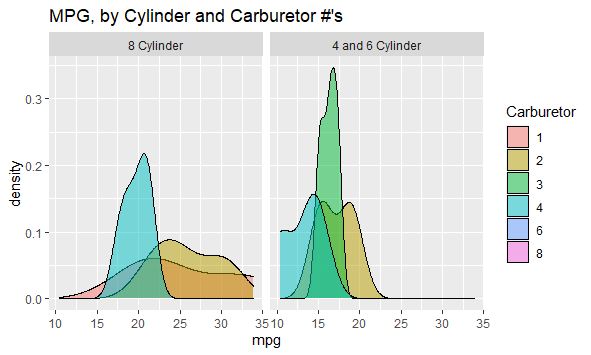 MPG, by Cylinder and Carburetor #'s
8 Cylinder
4 and 6 Cylinder
Carburetor
1
2
3
4
6
8
density
0.3
0.2
0.1
0.0
10 15 20 25 30 35
10 15 20 25 30 35
mpg